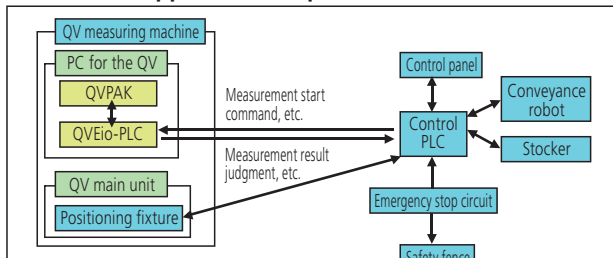 QV measuring machine
PC for the QV
QVPAK
QVEio-PLC
QV main unit
Positioning fixture
Measurement start
command, etc.
Measurement result
judgment, etc.
Control panel
Control
PLC
Conveyance
robot
Stocker
Emergency stop circuit
Safety fence